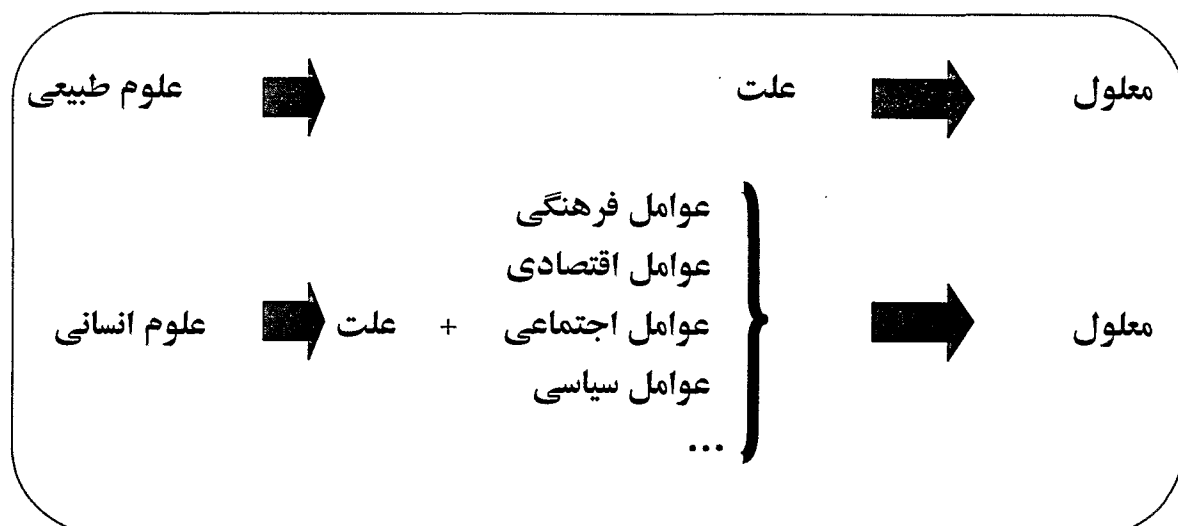 علوم طبیعی علت معلول
عوامل فرهنگی
عوامل اقتصادی
علوم انسانی علت + عوامل اجتماعی معلول
عوامل سیاسی
...